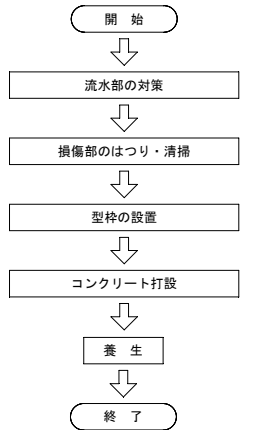 開　始
流水部の対策
損傷部のはつり・清掃
型枠の設置
コンクリート打設
養　生
終　了